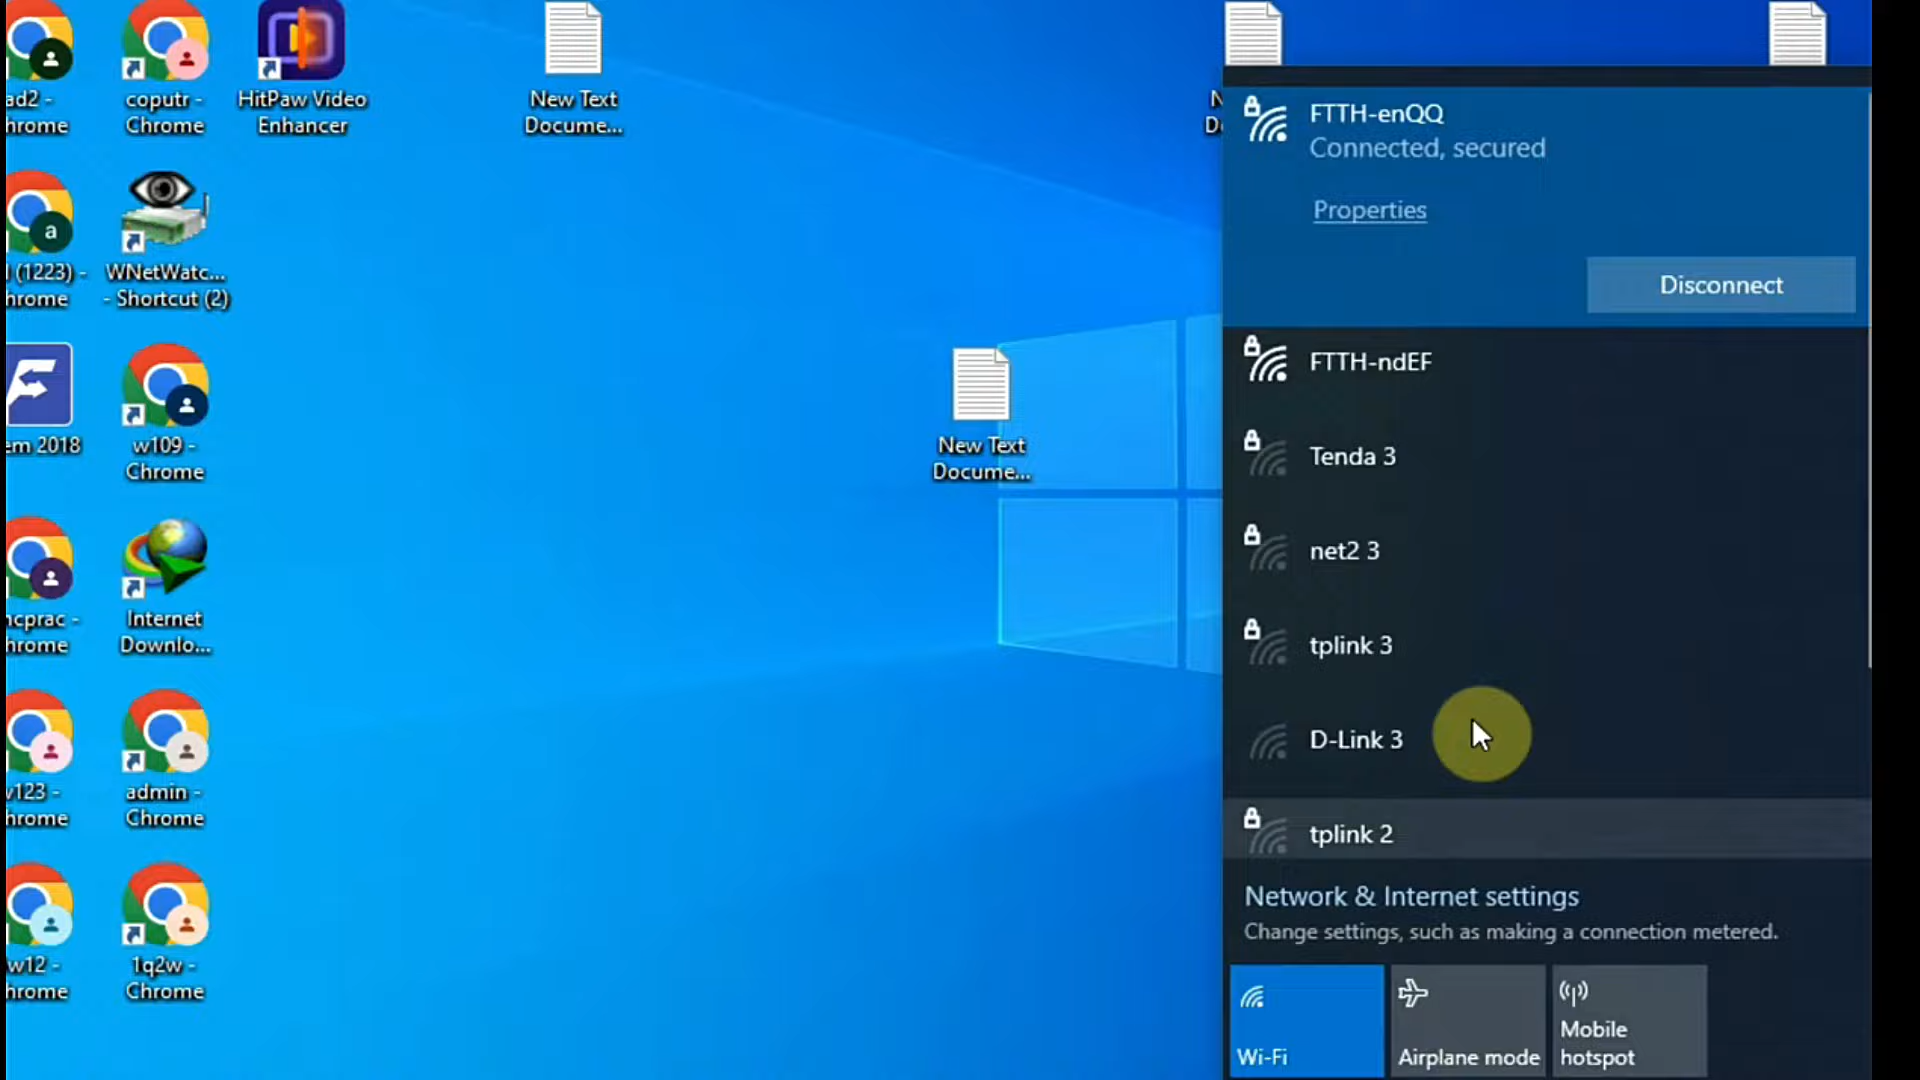 ad2 -
hrome
coputr -
Chrome
HitPaw Video
Enhancer
New Text
Docume...
a
(1223) -
hrome
WNetWatc...
- Shortcut (2)
em 2018
w109 -
Chrome
New Text
Docume...
ncprac -
hrome
Internet
Downlo...
v123 -
hrome
admin -
Chrome
w12 -
hrome
1q2w -
Chrome
FTTH-enQQ
Connected, secured
Properties
Disconnect
FTTH-ndEF
Tenda 3
net2 3
tplink 3
D-Link 3
tplink 2
Network & Internet settings
Change settings, such as making a connection metered.
Wi-Fi
Airplane mode
Mobile
hotspot